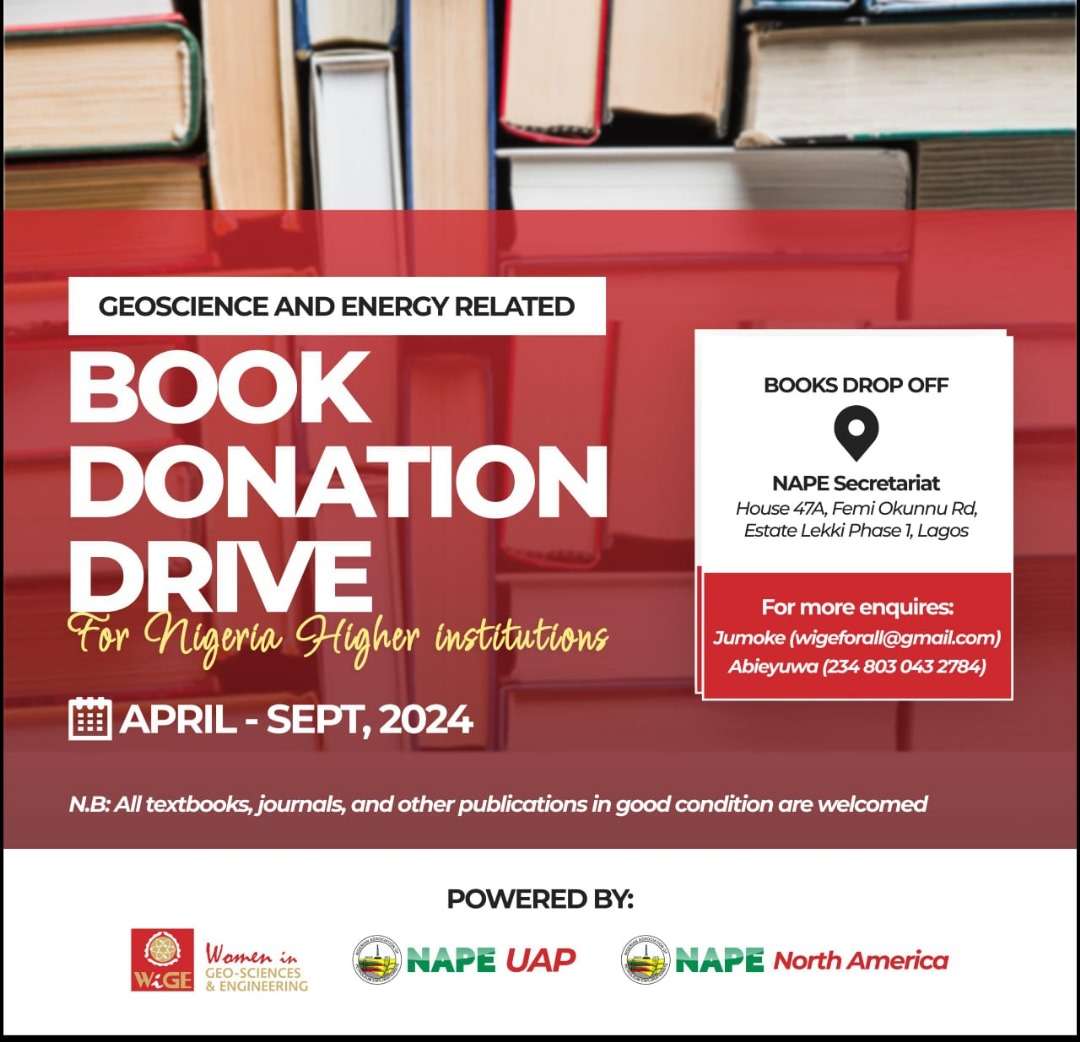 GEOSCIENCE AND ENERGY RELATED
BOOK
DONATION
DRIVE
For Nigeria Higher institutions
APRIL - SEPT, 2024
BOOKS DROP OFF
NAPE Secretariat
House 47A, Femi Okunnu Rd,
Estate Lekki Phase 1, Lagos
For more enquires:
Jumoke (wigeforall@gmail.com)
Abieyuwa (234 803 043 2784)
N.B: All textbooks, journals, and other publications in good condition are welcomed
POWERED BY:
WiGE
Women in
GEO-SCIENCES
& ENGINEERING
NAPE UAP
NAPE North America